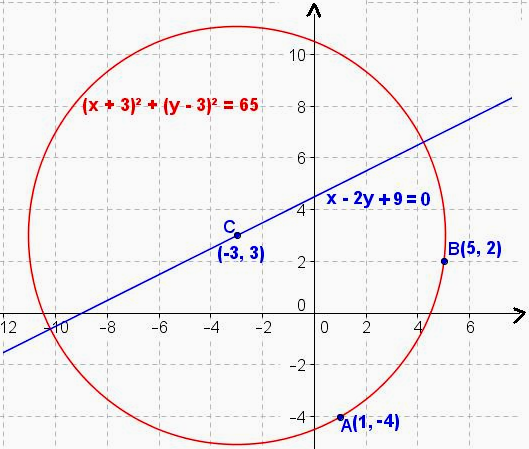 10
(x + 3)² + (y - 3)² = 65
8
6
x - 2y + 9 = 0
4
C
(-3, 3)
B(5, 2)
2
0
12 −10 −8 −6 −4 −2 0 2 4 6
−2
−4
A(1, -4)